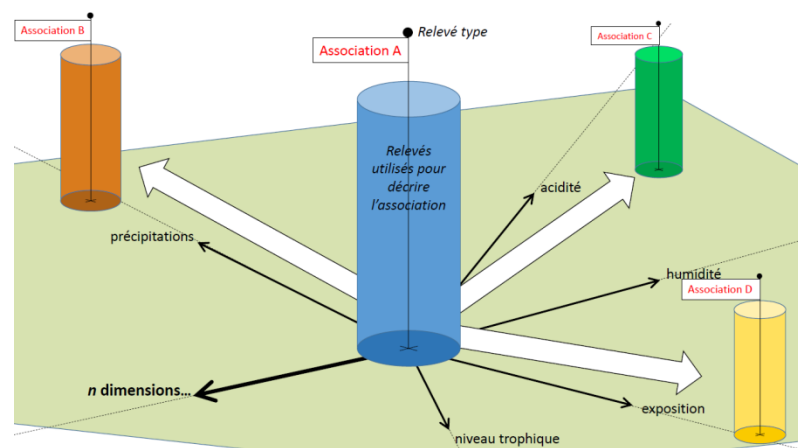 Association B
Association A
Relevé type
Association C
Relevés
utilisés pour
décrire
l'association
acidité
précipitations
humidité
Association D
n dimensions...
exposition
niveau trophique